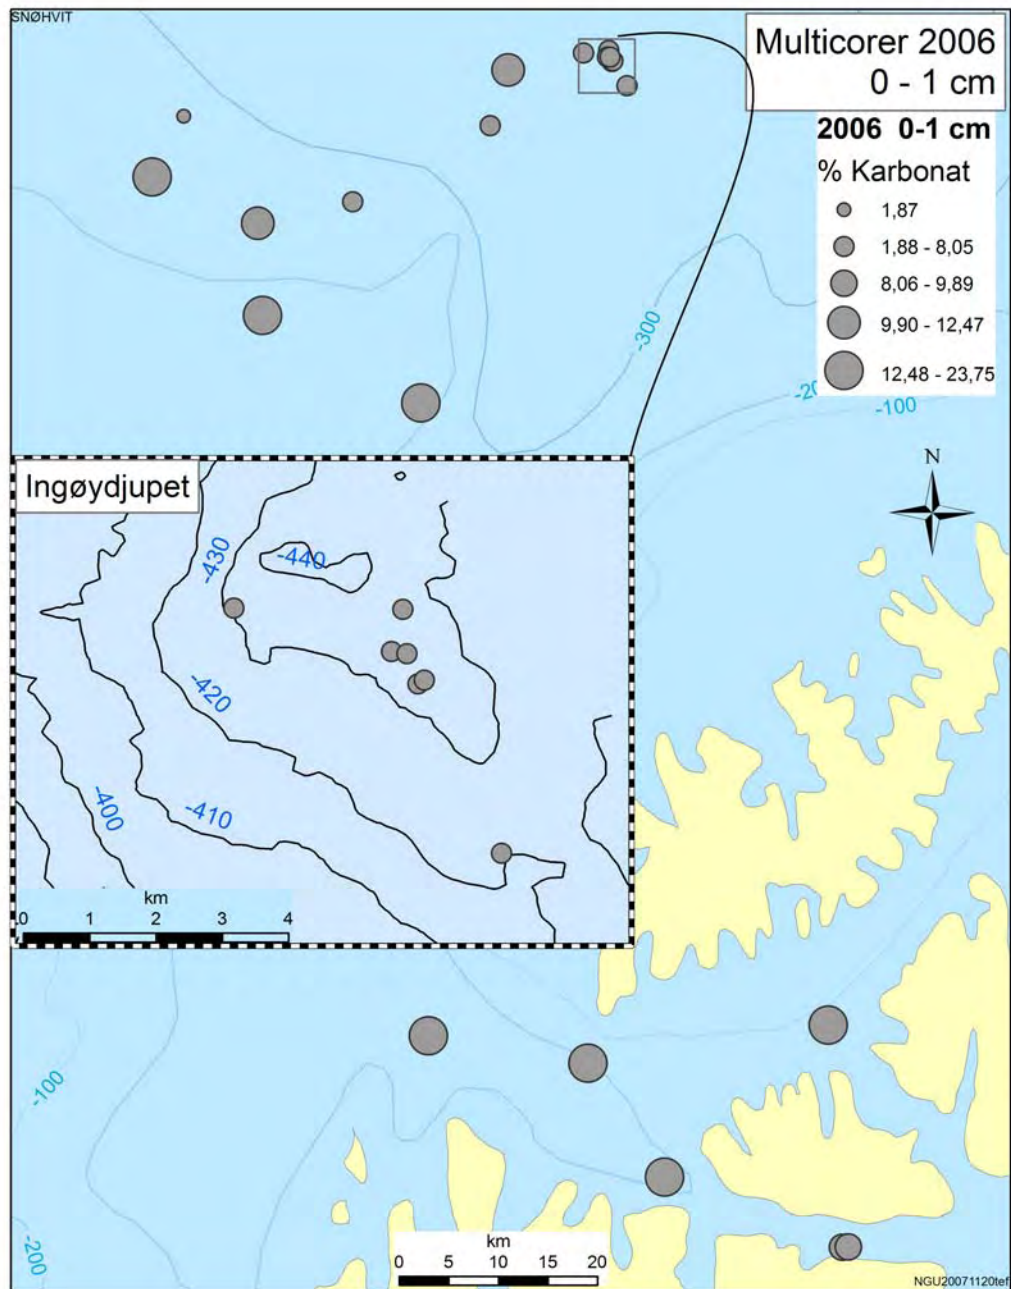 SNØHVIT
Multicorer 2006
0 - 1 cm
2006 0-1 cm
% Karbonat
1,87
1,88 - 8,05
8,06 - 9,89
9,90 - 12,47
12,48 - 23,75
-300
-20
-100
N
Ingøydjupet
-430
-440
-420
-400
-410
km
0 1 2 3 4
-100
-200
km
0 5 10 15 20
NGU20071120tef